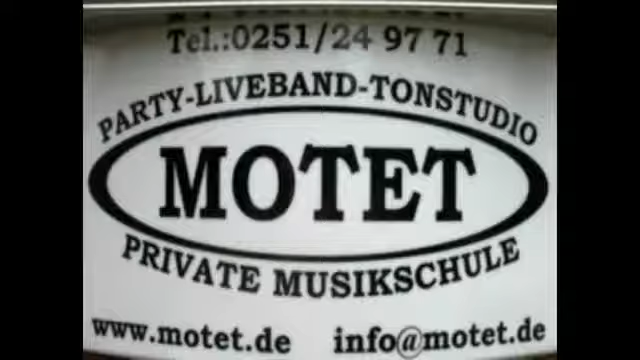 Tel.:0251/24 97 71
PARTY-LIVEBAND-TONSTUDIO
MOTET
PRIVATE MUSIKSCHULE
www.motet.de info@motet.de